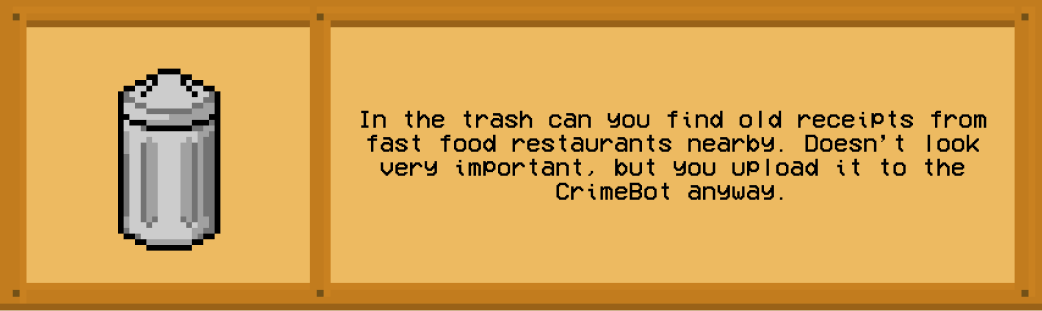 In the trash can you find old receipts from
fast food restaurants nearby. Doesn't look
very important, but you upload it to the
CrimeBot anyway.